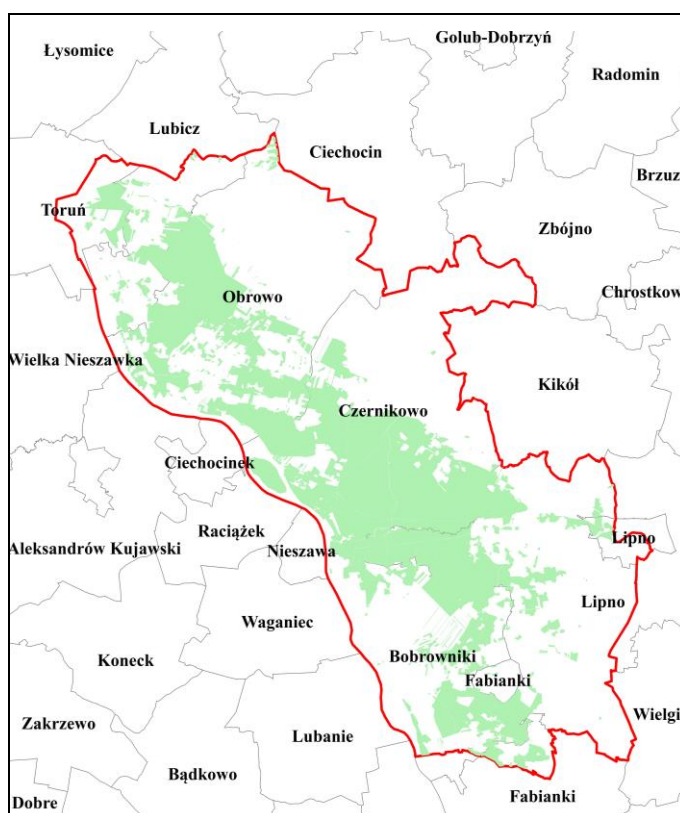 Golub-Dobrzyń
Łysomice
Radomin
Lubicz
Ciechocin
Brzuz
Toruń
Zbójno
Obrowo
Chrostkow
Wielka Nieszawka
Kikół
Czernikowo
Ciechocinek
Raciążek
Lipno
Aleksandrów Kujawski
Nieszawa
Lipno
Waganiec
Koneck
Bobrowniki
Fabianki
Zakrzewo
Lubanie
Wielgi
Bądkowo
Dobre
Fabianki